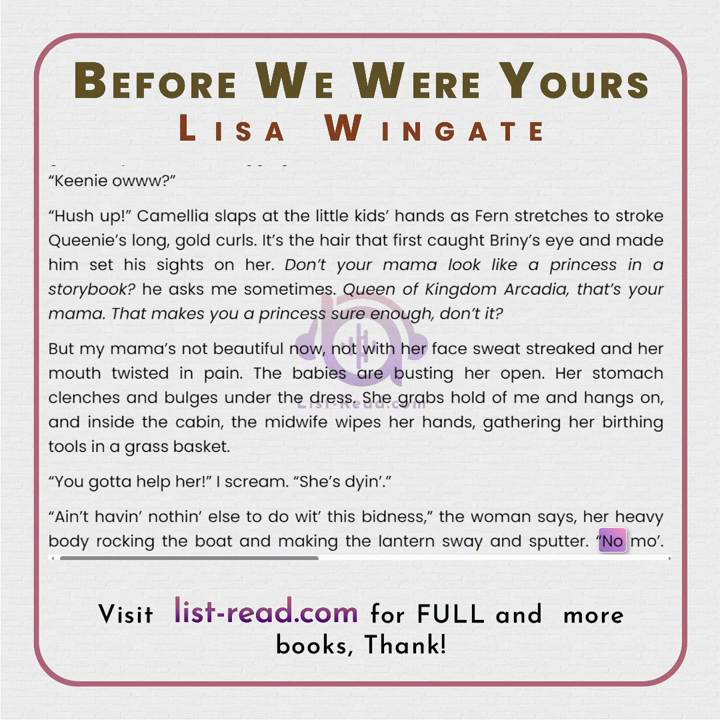 BEFORE WE WERE YOURS
LISA WINGATE
“Keenie owww?”
“Hush up!” Camellia slaps at the little kids’ hands as Fern stretches to stroke
Queenie’s long, gold curls. It’s the hair that first caught Briny’s eye and made
him set his sights on her. Don’t your mama look like a princess in a
storybook? he asks me sometimes. Queen of Kingdom Arcadia, that’s your
mama. That makes you a princess sure enough, don’t it?
But my mama’s not beautiful now, not with her face sweat streaked and her
mouth twisted in pain. The babies are busting her open. Her stomach
clenches and bulges under the dress. She grabs hold of me and hangs on,
List-Read.com
and inside the cabin, the midwife wipes her hands, gathering her birthing
tools in a grass basket.
“You gotta help her!” I scream. “She’s dyin’.”
“Ain’t havin’ nothin’ else to do wit’ this bidness,” the woman says, her heavy
body rocking the boat and making the lantern sway and sputter. “No mo’.
Visit list-read.com for FULL and more
books, Thank!